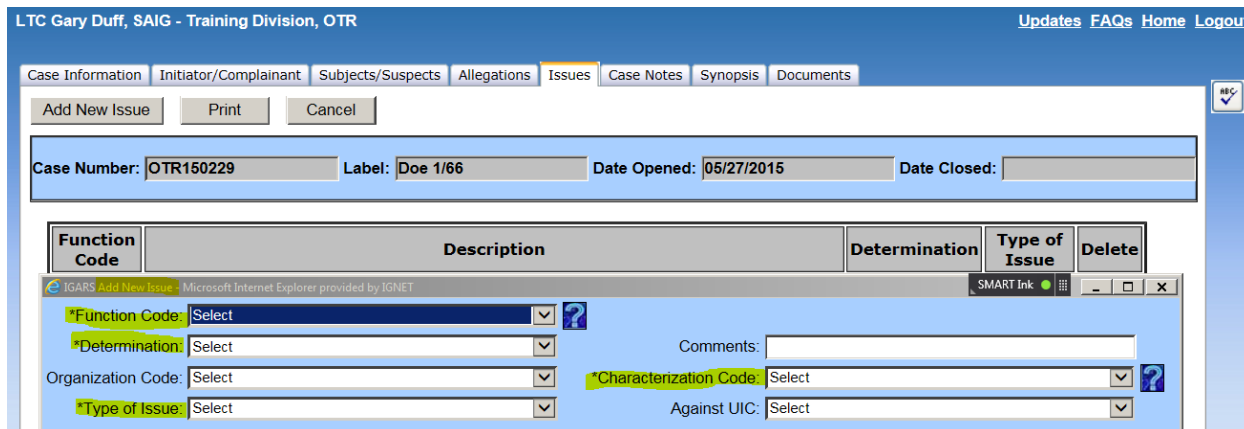 LTC Gary Duff, SAIG - Training Division, OTR Updates FAQs Home Logou
Case Information Initiator/Complainant Subjects/Suspects Allegations Issues Case Notes Synopsis Documents
ABC
Add New Issue Print Cancel
Case Number: OTR150229 Label: Doe 1/66 Date Opened: 05/27/2015 Date Closed:
Function Code Description Determination Type of Issue Delete
IGARS Add New Issue - Microsoft Internet Explorer provided by IGNET SMART Ink
*Function Code: Select ?
*Determination: Select Comments:
Organization Code: Select *Characterization Code: Select ?
*Type of Issue: Select Against UIC: Select